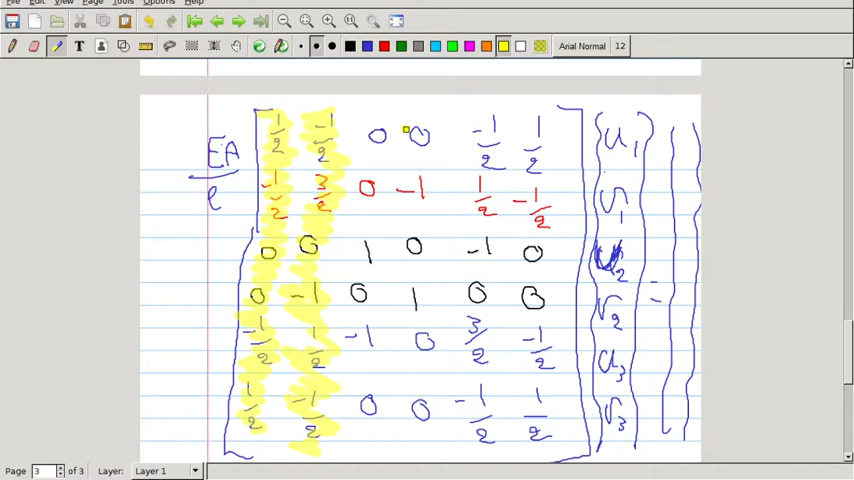 File Edit View Journal Tools Options Help
T Arial Normal 12
1/2 -1/2 0 0 -1/2 1/2 u1
EA/l -1/2 3/2 0 -1 1/2 -1/2 v1
0 0 1 0 -1 0 u2 =
0 -1 0 1 0 0 v2
-1/2 1/2 -1 0 3/2 -1/2 u3
1/2 -1/2 0 0 -1/2 1/2 v3
Page 3 of 3 Layer: Layer 1